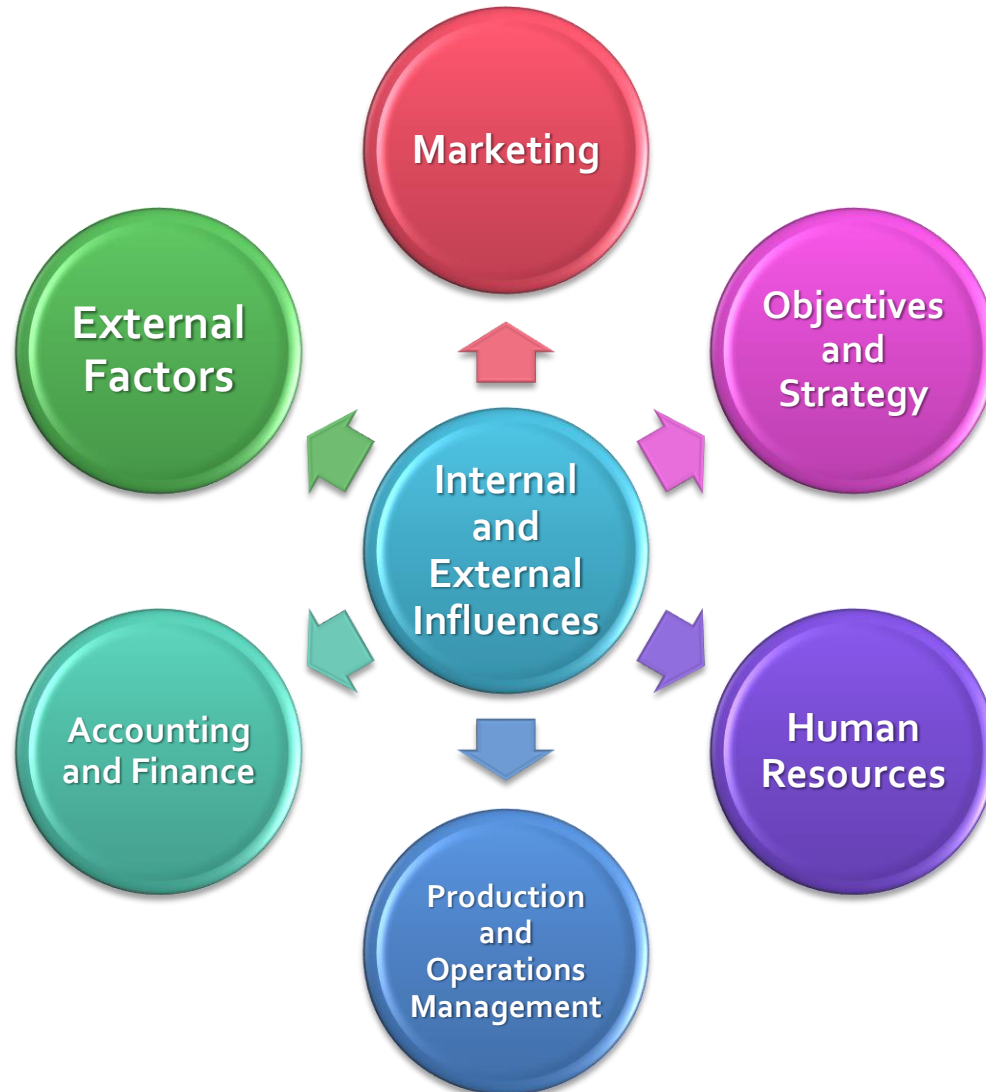 Marketing
External
Factors
Objectives
and
Strategy
Internal
and
External
Influences
Accounting
and Finance
Human
Resources
Production
and
Operations
Management